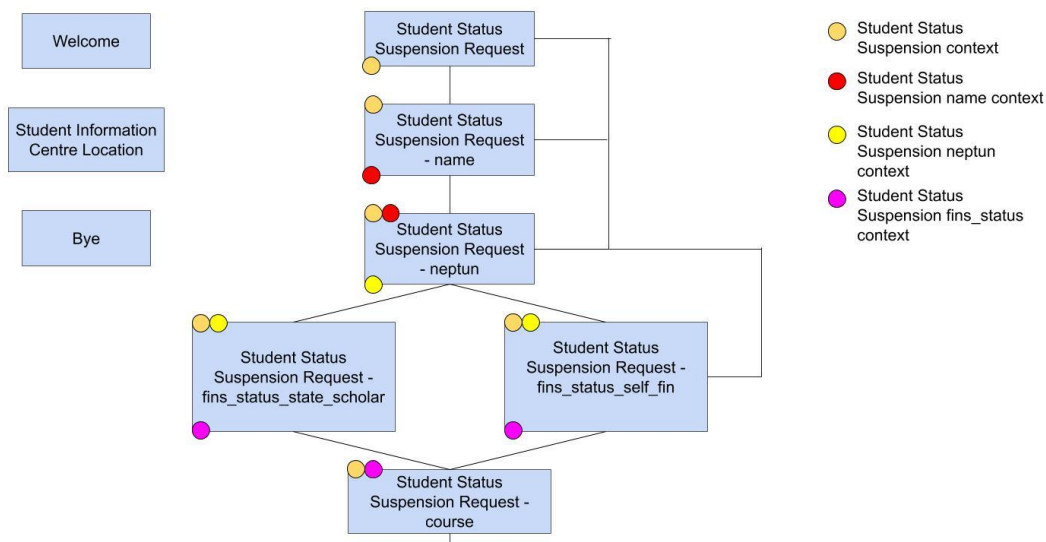 Welcome
Student Information
Centre Location
Bye
Student Status
Suspension Request
Student Status
Suspension Request
- name
Student Status
Suspension Request
- neptun
Student Status
Suspension Request -
fins_status_state_scholar
Student Status
Suspension Request -
fins_status_self_fin
Student Status
Suspension Request -
course
Student Status
Suspension context
Student Status
Suspension name context
Student Status
Suspension neptun
context
Student Status
Suspension fins_status
context